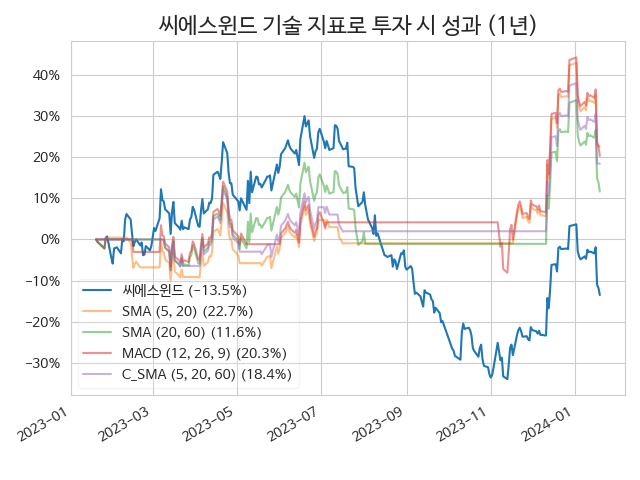 씨에스윈드 기술 지표로 투자 시 성과 (1년)
40%
30%
20%
10%
0%
−10%
−20%
−30%
씨에스윈드 (−13.5%)
SMA (5, 20) (22.7%)
SMA (20, 60) (11.6%)
MACD (12, 26, 9) (20.3%)
C_SMA (5, 20, 60) (18.4%)
2023−01
2023−03
2023−05
2023−07
2023−09
2023−11
2024−01